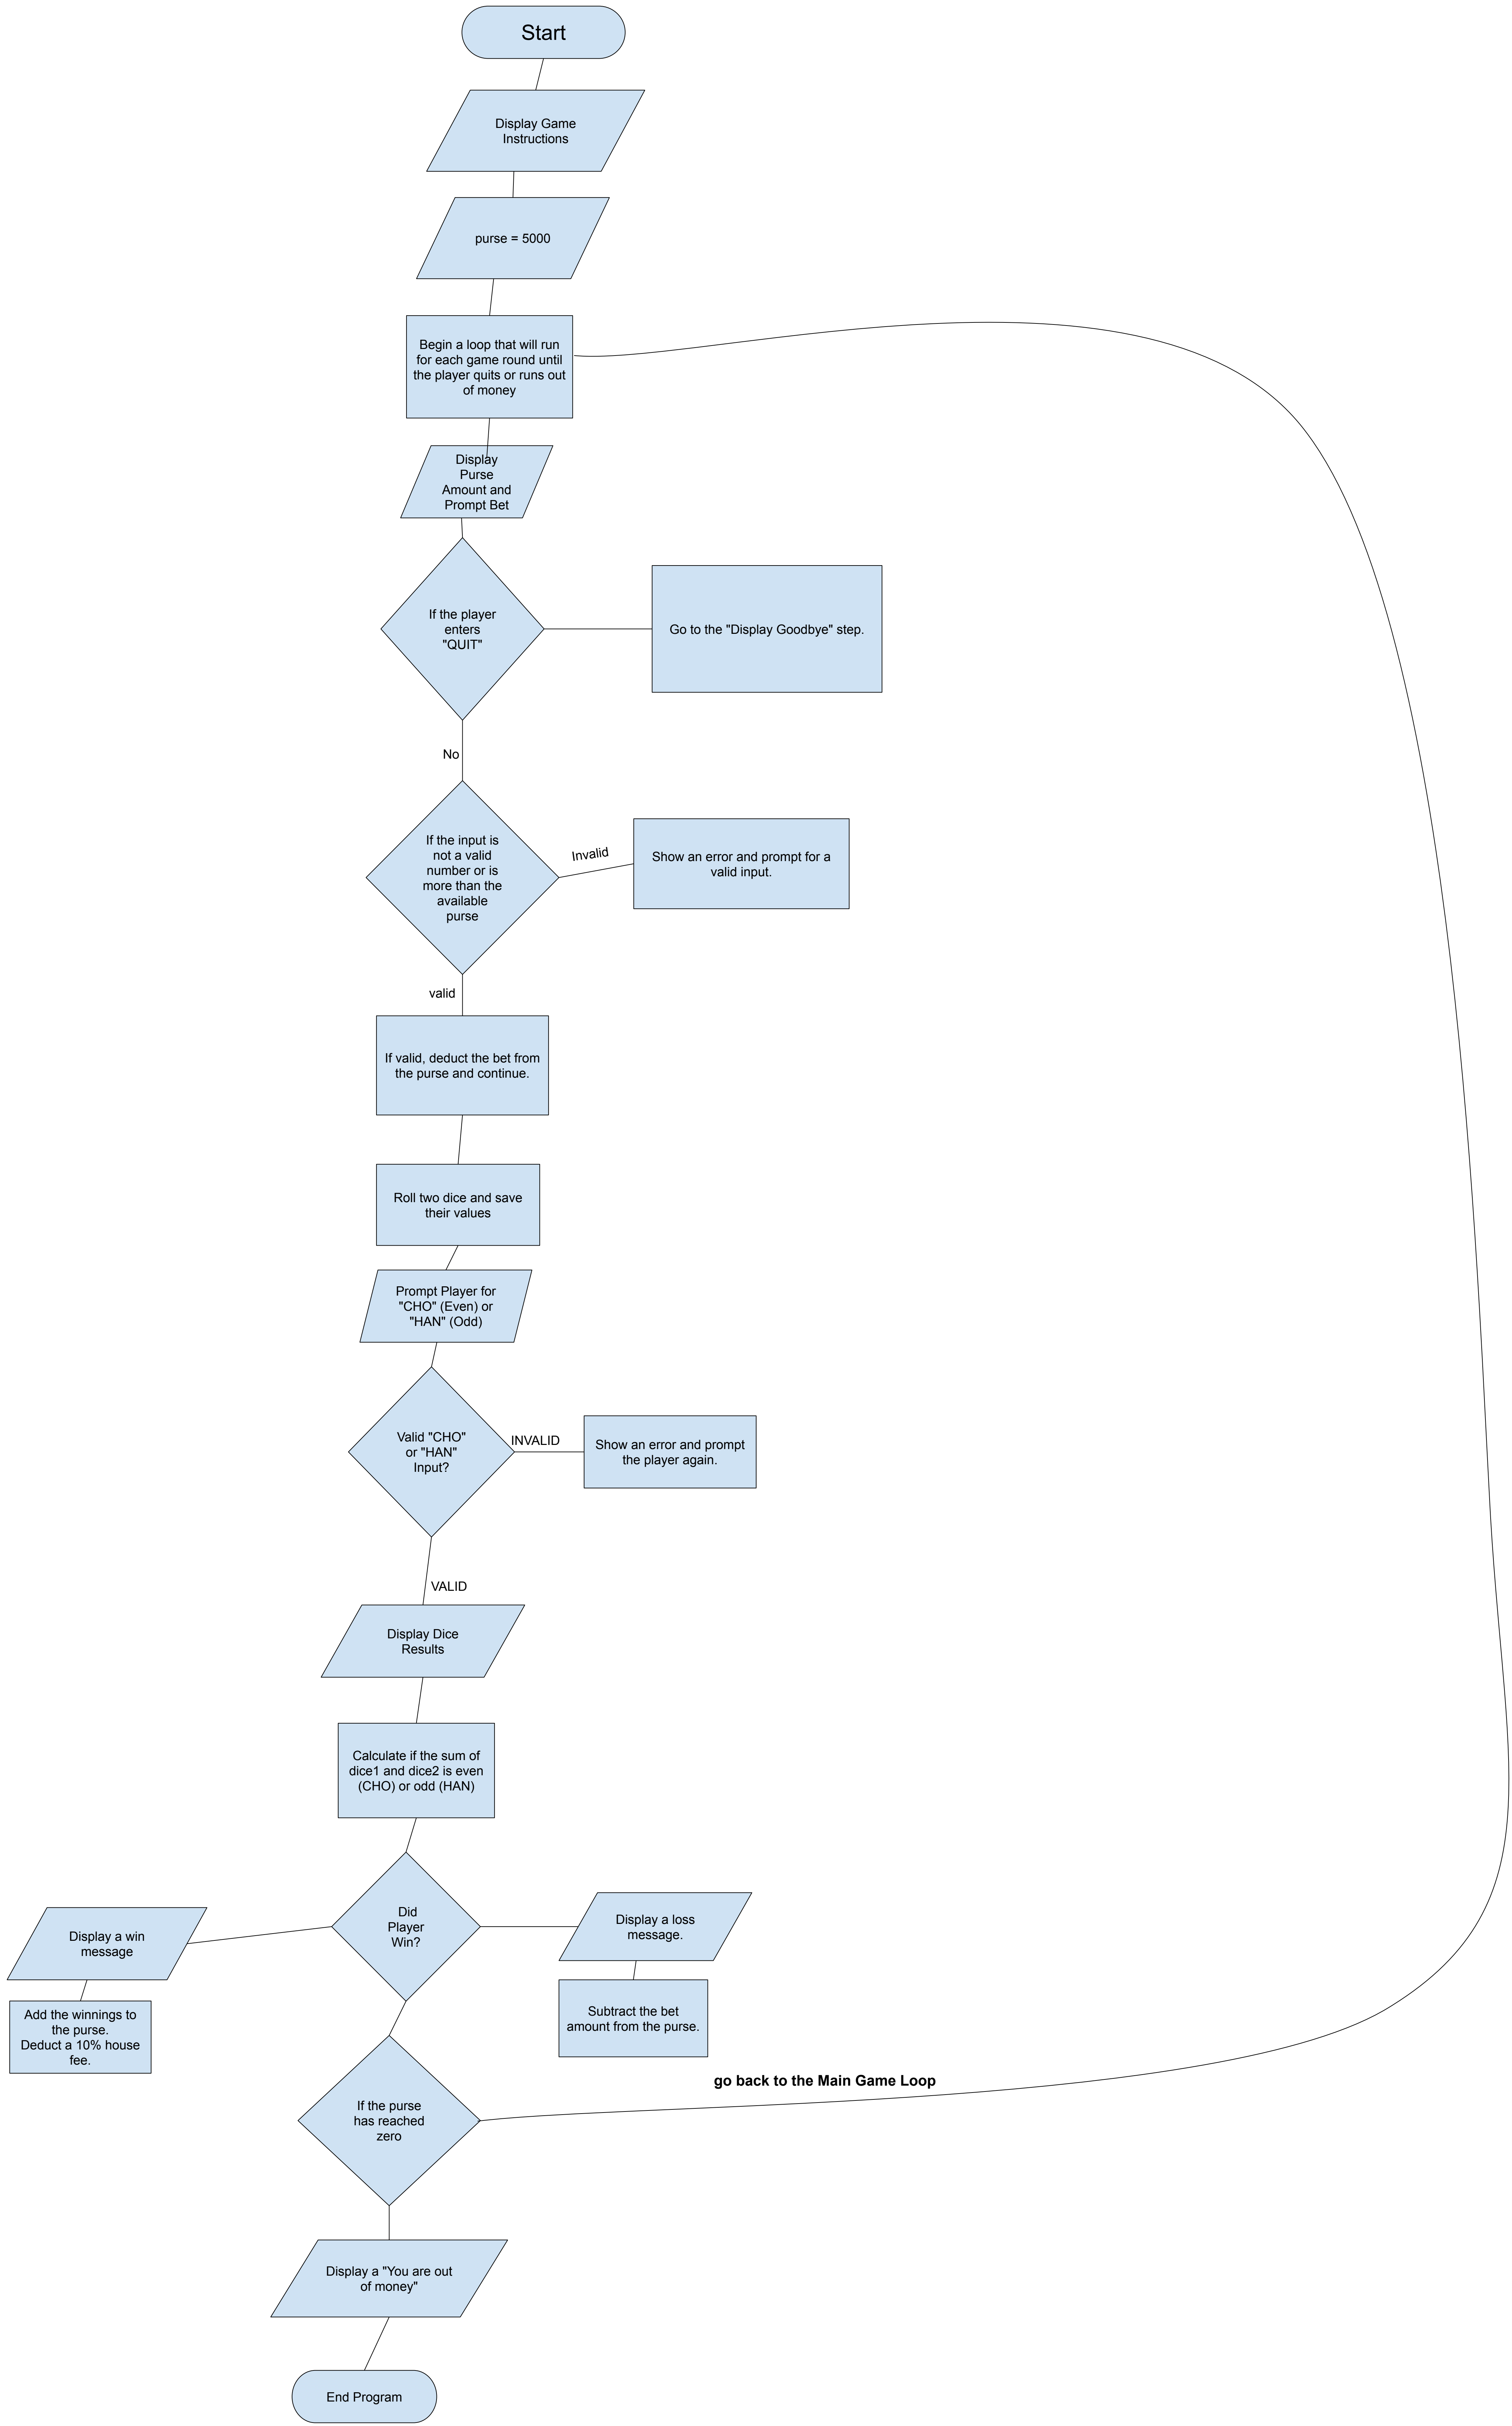 Start
Display Game
Instructions
purse = 5000
Begin a loop that will run
for each game round until
the player quits or runs out
of money
Display
Purse
Amount and
Prompt Bet
If the player
enters
"QUIT"
Go to the "Display Goodbye" step.
No
If the input is
not a valid
number or is
more than the
available
purse
Invalid
Show an error and prompt for a
valid input.
valid
If valid, deduct the bet from
the purse and continue.
Roll two dice and save
their values
Prompt Player for
"CHO" (Even) or
"HAN" (Odd)
Valid "CHO"
or "HAN"
Input?
INVALID
Show an error and prompt
the player again.
VALID
Display Dice
Results
Calculate if the sum of
dice1 and dice2 is even
(CHO) or odd (HAN)
Did
Player
Win?
Display a win
message
Add the winnings to
the purse.
Deduct a 10% house
fee.
Display a loss
message.
Subtract the bet
amount from the purse.
go back to the Main Game Loop
If the purse
has reached
zero
Display a "You are out
of money"
End Program